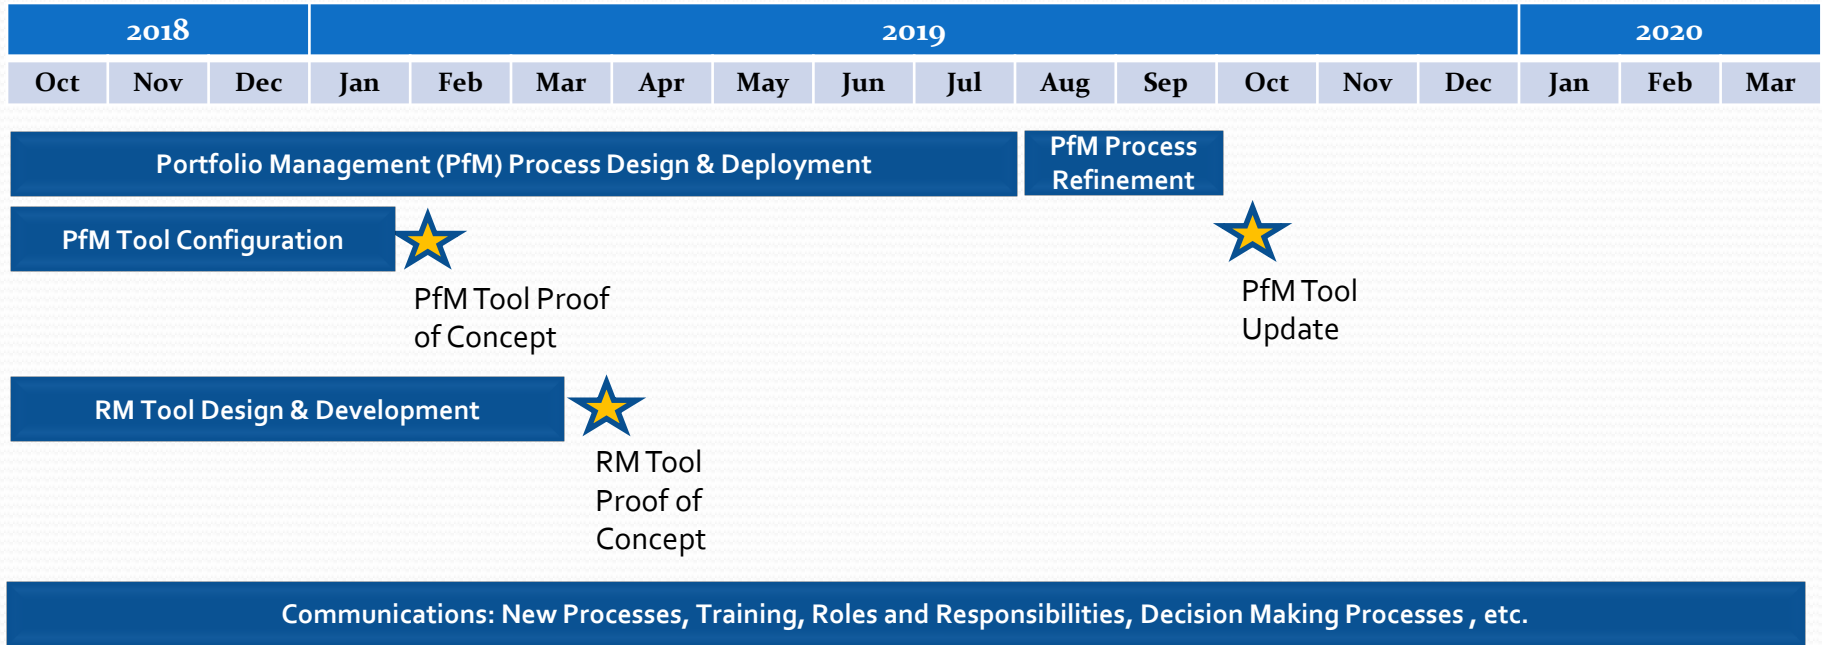 2018 2019 2020
Oct Nov Dec Jan Feb Mar Apr May Jun Jul Aug Sep Oct Nov Dec Jan Feb Mar
Portfolio Management (PfM) Process Design & Deployment
PfM Process
Refinement
PfM Tool Configuration
PfM Tool Proof
of Concept
PfM Tool
Update
RM Tool Design & Development
RM Tool
Proof of
Concept
Communications: New Processes, Training, Roles and Responsibilities, Decision Making Processes , etc.